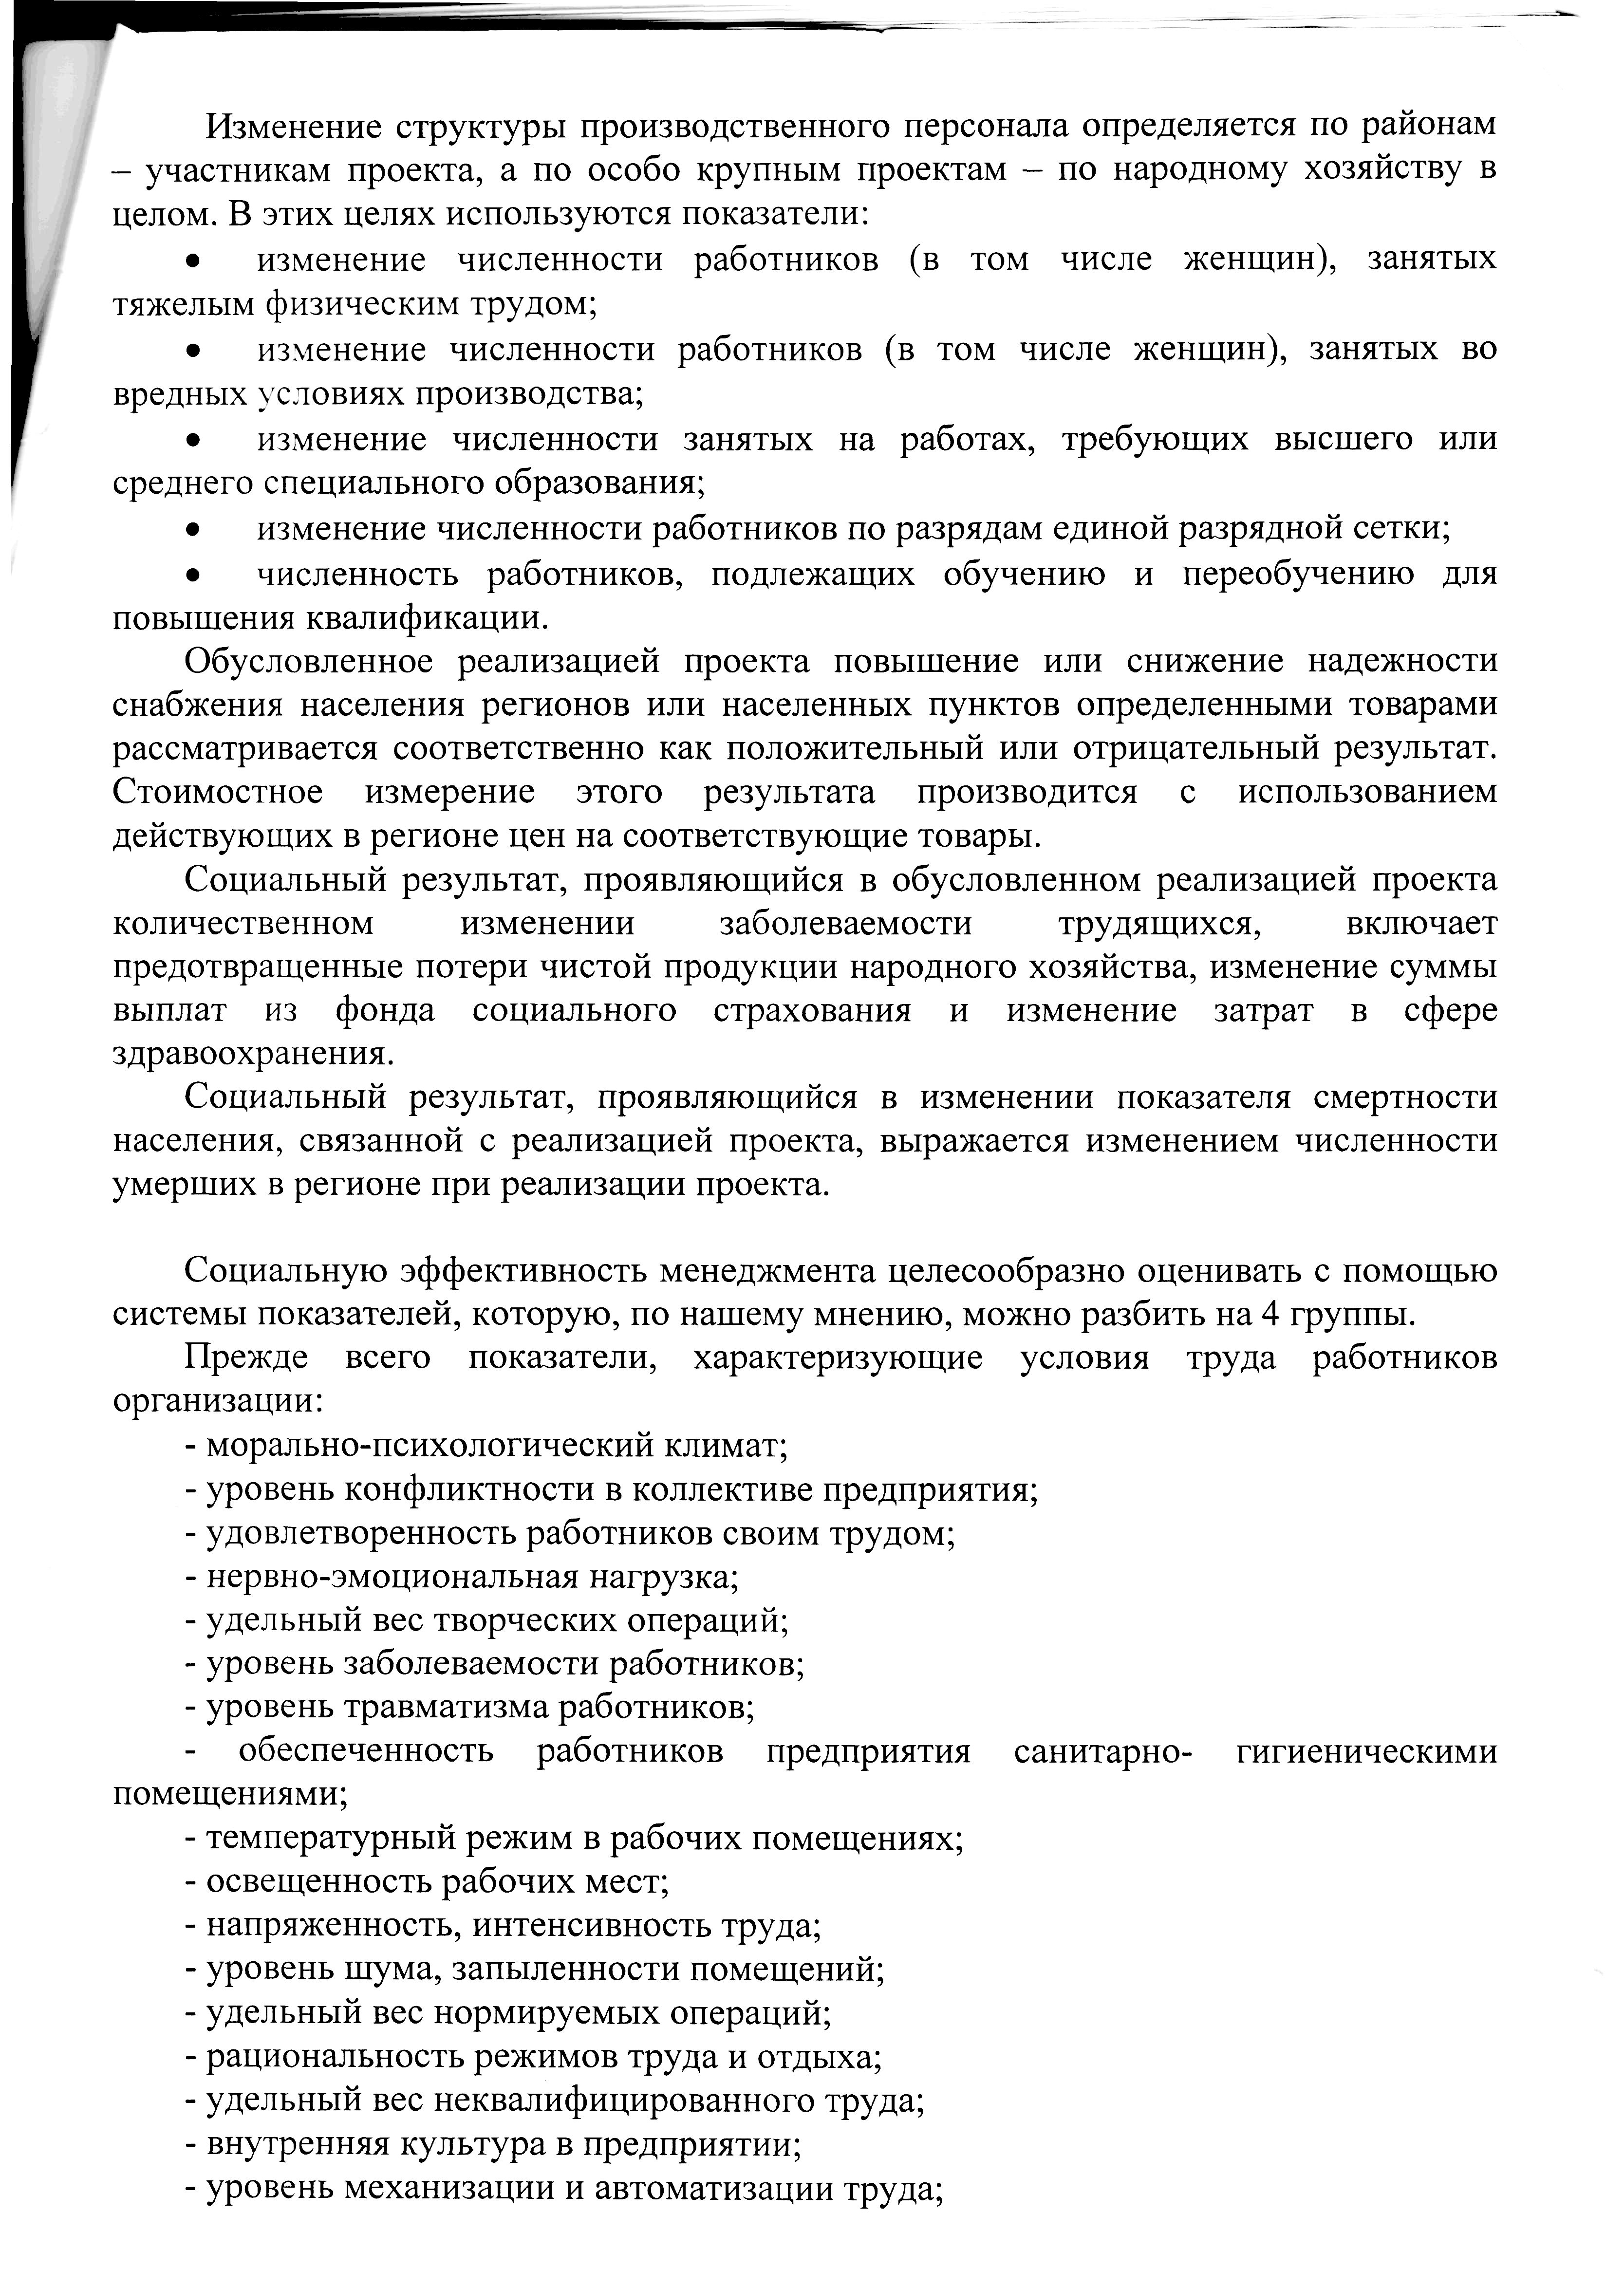 Изменение структуры производственного персонала определяется по районам
– участникам проекта, а по особо крупным проектам – по народному хозяйству в
целом. В этих целях используются показатели:
• изменение численности работников (в том числе женщин), занятых
тяжелым физическим трудом;
• изменение численности работников (в том числе женщин), занятых во
вредных условиях производства;
• изменение численности занятых на работах, требующих высшего или
среднего специального образования;
• изменение численности работников по разрядам единой разрядной сетки;
• численность работников, подлежащих обучению и переобучению для
повышения квалификации.
Обусловленное реализацией проекта повышение или снижение надежности
снабжения населения регионов или населенных пунктов определенными товарами
рассматривается соответственно как положительный или отрицательный результат.
Стоимостное измерение этого результата производится с использованием
действующих в регионе цен на соответствующие товары.
Социальный результат, проявляющийся в обусловленном реализацией проекта
количественном изменении заболеваемости трудящихся, включает
предотвращенные потери чистой продукции народного хозяйства, изменение суммы
выплат из фонда социального страхования и изменение затрат в сфере
здравоохранения.
Социальный результат, проявляющийся в изменении показателя смертности
населения, связанной с реализацией проекта, выражается изменением численности
умерших в регионе при реализации проекта.
Социальную эффективность менеджмента целесообразно оценивать с помощью
системы показателей, которую, по нашему мнению, можно разбить на 4 группы.
Прежде всего показатели, характеризующие условия труда работников
организации:
- морально-психологический климат;
- уровень конфликтности в коллективе предприятия;
- удовлетворенность работников своим трудом;
- нервно-эмоциональная нагрузка;
- удельный вес творческих операций;
- уровень заболеваемости работников;
- уровень травматизма работников;
- обеспеченность работников предприятия санитарно- гигиеническими
помещениями;
- температурный режим в рабочих помещениях;
- освещенность рабочих мест;
- напряженность, интенсивность труда;
- уровень шума, запыленности помещений;
- удельный вес нормируемых операций;
- рациональность режимов труда и отдыха;
- удельный вес неквалифицированного труда;
- внутренняя культура в предприятии;
- уровень механизации и автоматизации труда;